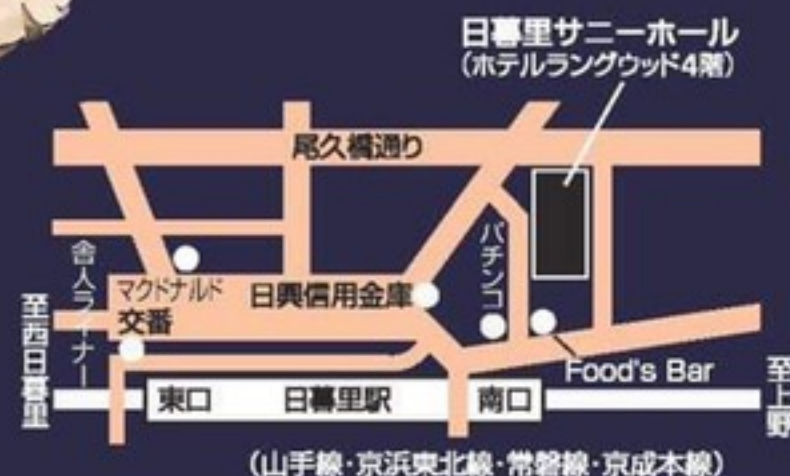 日暮里サニーホール
(ホテルラングウッド4階)
尾久橋通り
舎人ライナー
マクドナルド
日興信用金庫
パチンコ
交番
至西日暮里
Food's Bar
至上野
東口
日暮里駅
南口
(山手線・京浜東北線・常磐線・京成本線)